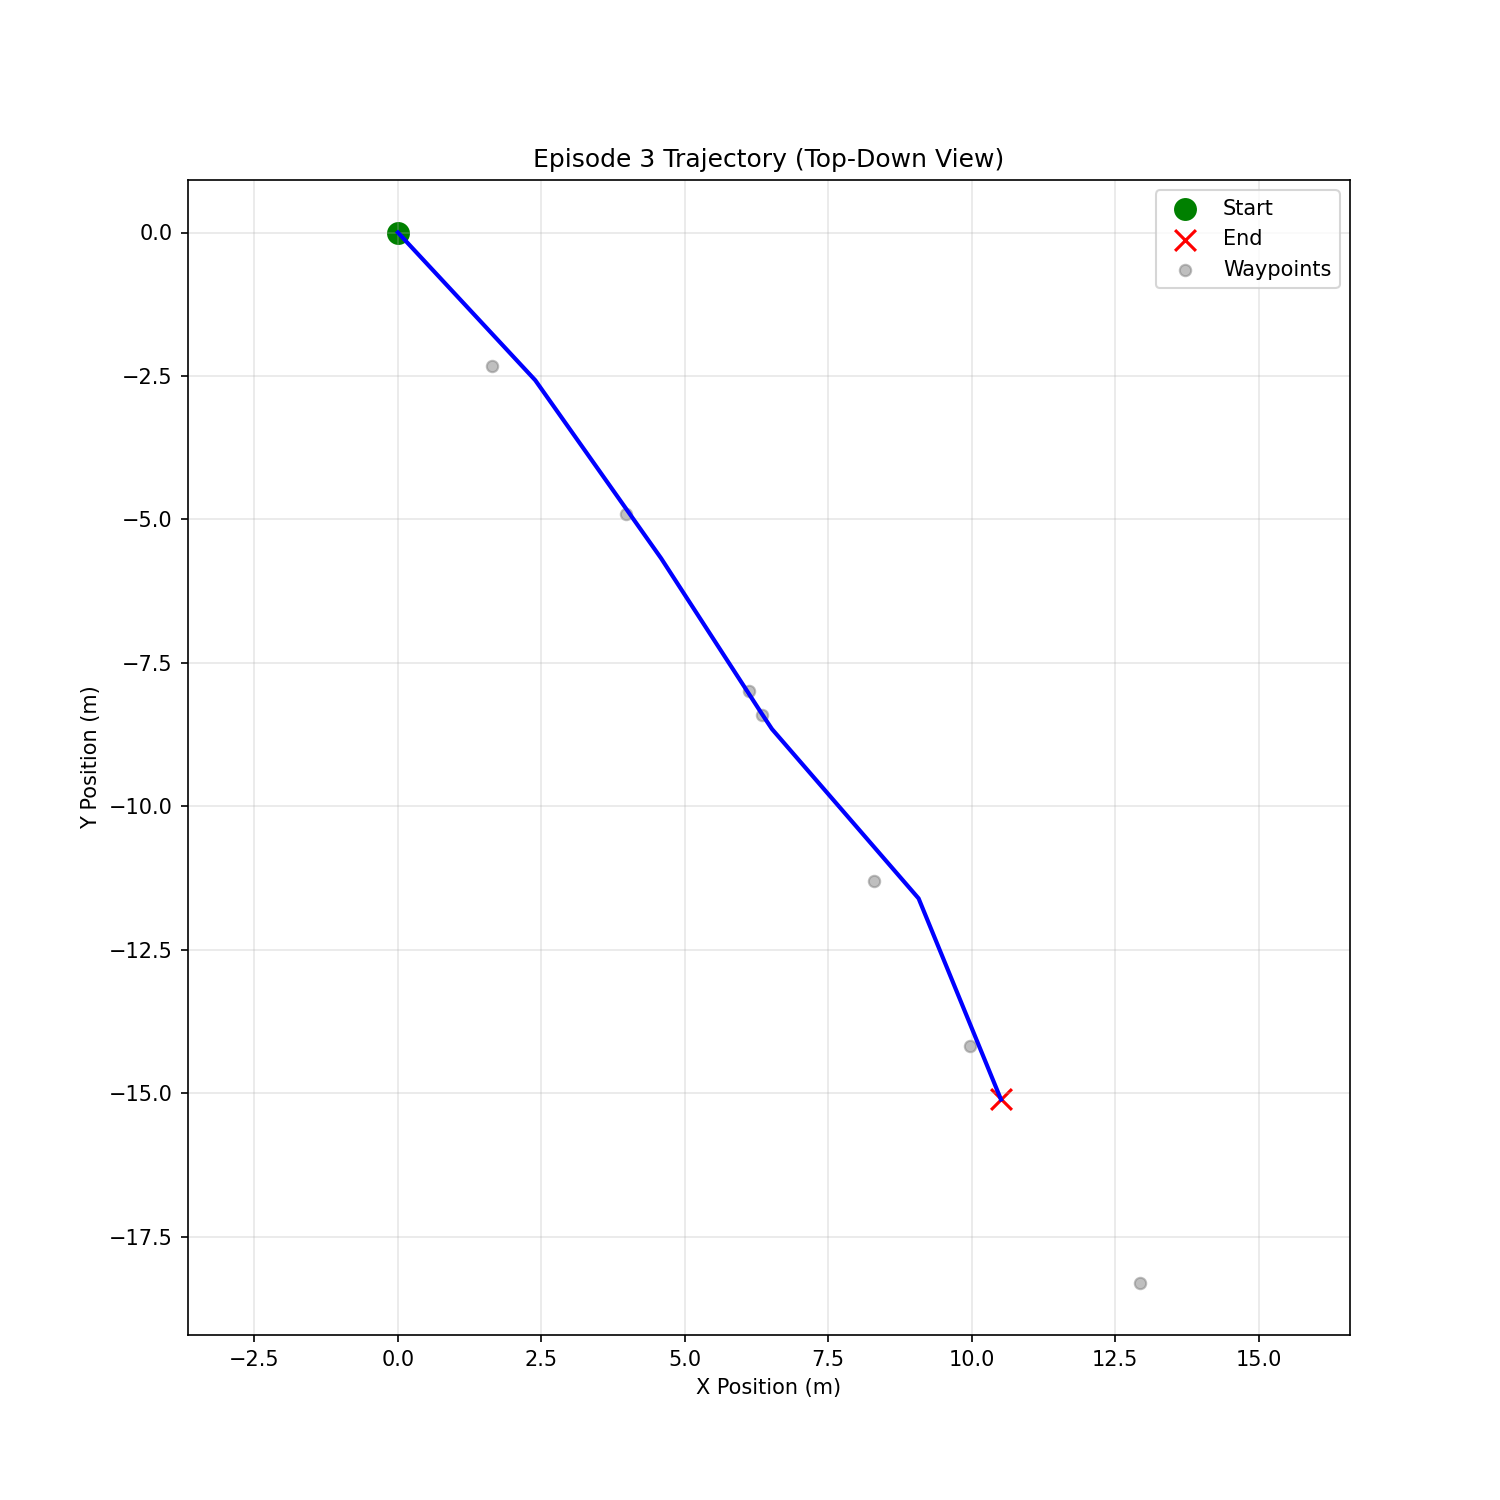 Episode 3 Trajectory (Top-Down View)
Start
End
Waypoints
0.0
−2.5
−5.0
−7.5
−10.0
−12.5
−15.0
−17.5
Y Position (m)
−2.5 0.0 2.5 5.0 7.5 10.0 12.5 15.0
X Position (m)